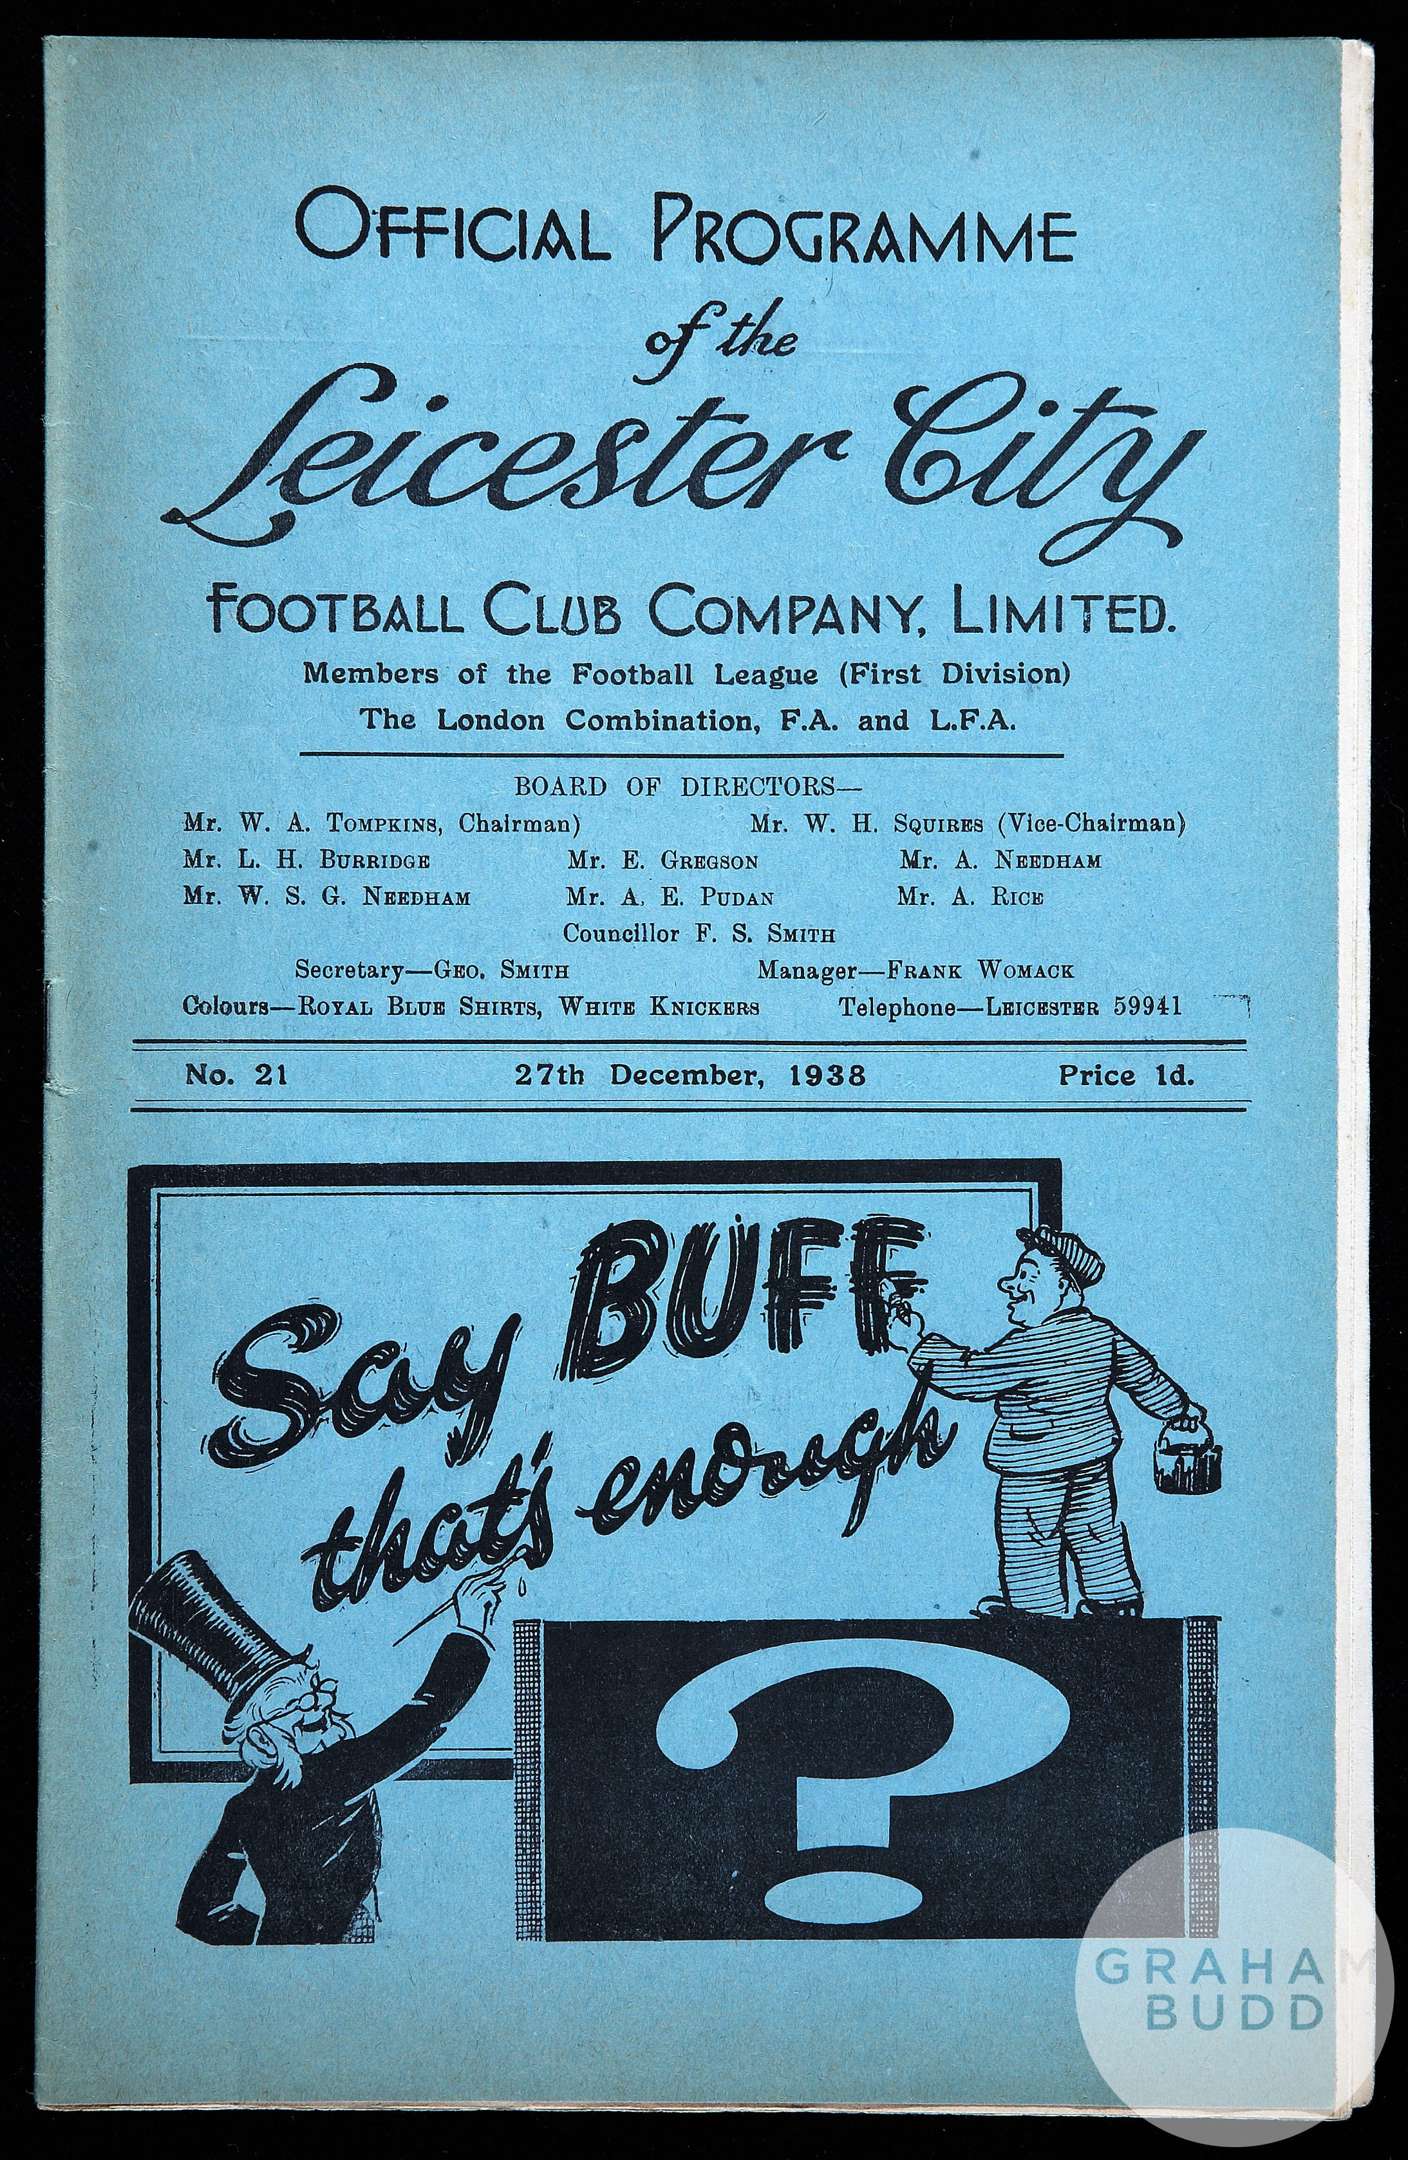 OFFICIAL PROGRAMME
of the
Leicester City
FOOTBALL CLUB COMPANY, LIMITED.
Members of the Football League (First Division)
The London Combination, F.A. and L.F.A.
BOARD OF DIRECTORS—
Mr. W. A. TOMPKINS, Chairman) Mr. W. H. SQUIRES (Vice-Chairman)
Mr. L. H. BURRIDGE Mr. E. GREGSON Mr. A. NEEDHAM
Mr. W. S. G. NEEDHAM Mr. A. E. PUDAN Mr. A. RICE
Councillor F. S. SMITH
Secretary—GEO. SMITH Manager—FRANK WOMACK
Colours—ROYAL BLUE SHIRTS, WHITE KNICKERS Telephone—LEICESTER 59941
No. 21 27th December, 1938 Price 1d.
Say BUFF
that's enough
?
GRAHAM
BUDD